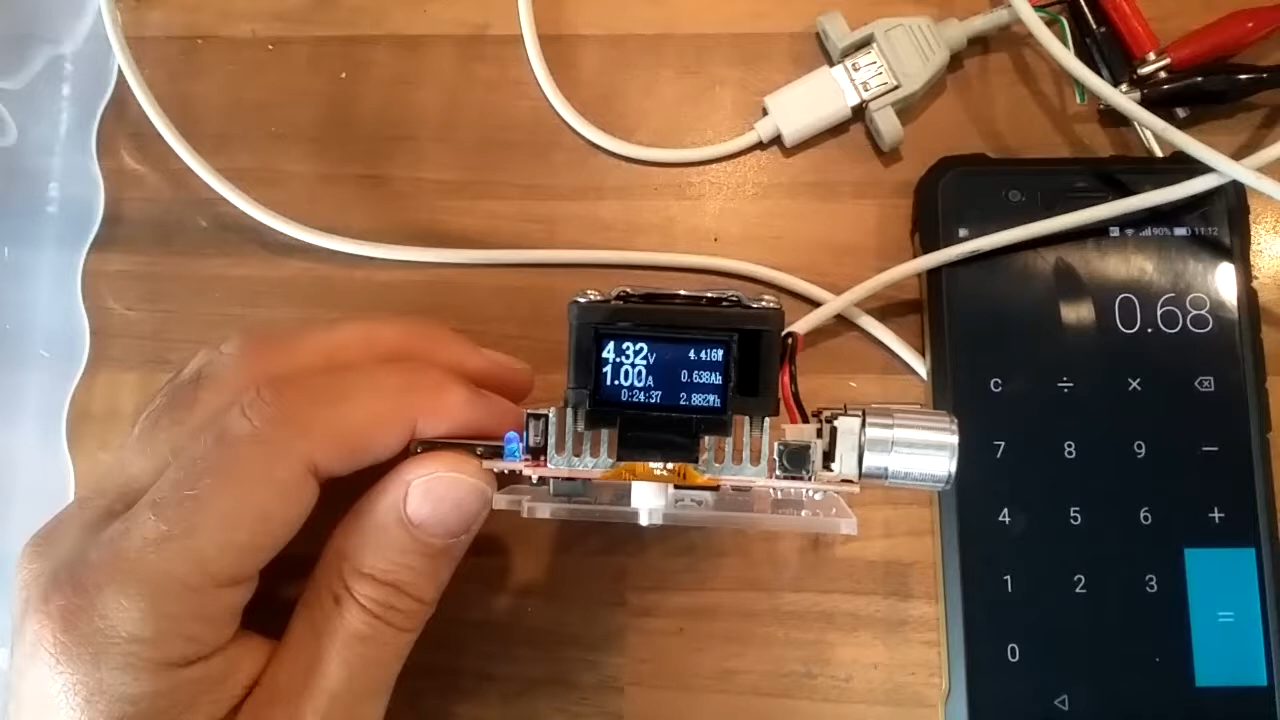 90% 11:12
0.68
4.32V 4.416W
1.00A 0.638Ah
0:24:37 2.882Wh
C ÷ ×
7 8 9 −
4 5 6 +
1 2 3
0 . =